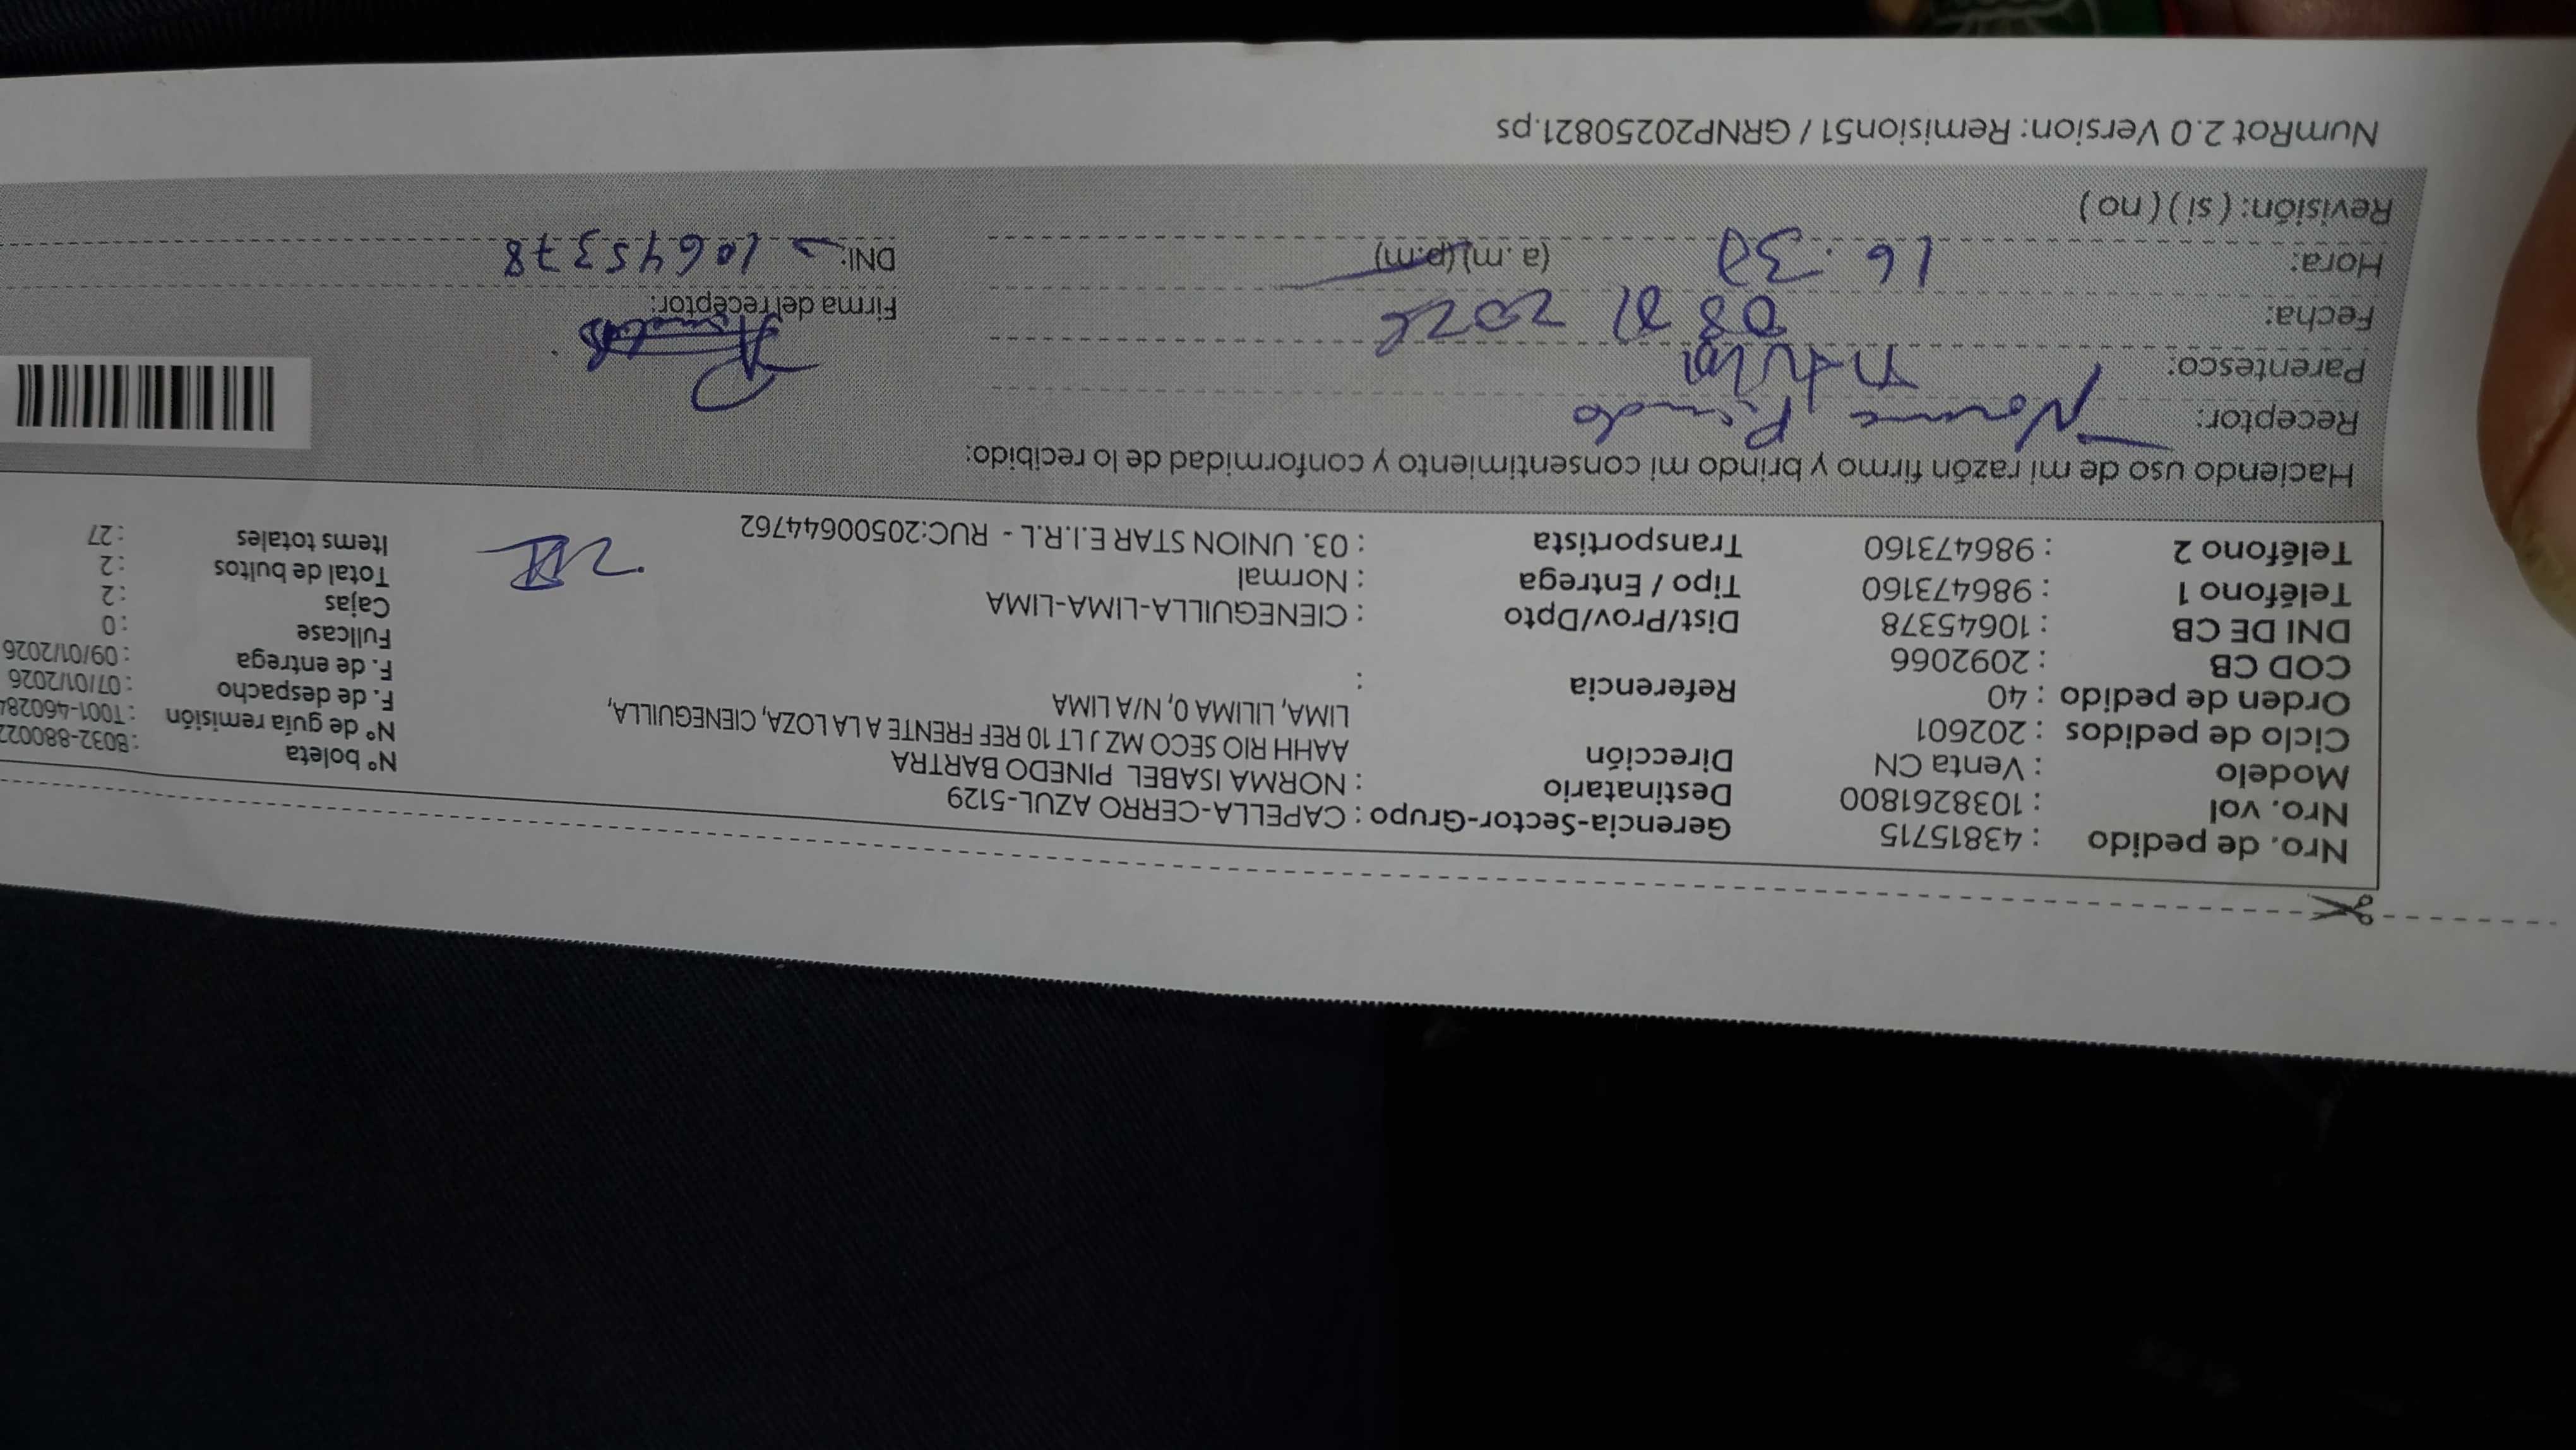 Nro. de pedido : 43815715
Nro. vol : 1038261800
Modelo : Venta CN
Ciclo de pedidos : 202601
Orden de pedido : 40
COD CB : 2092066
DNI DE CB : 10645378
Teléfono 1 : 986473160
Teléfono 2 : 986473160
Gerencia-Sector-Grupo : CAPELLA-CERRO AZUL-5129
Destinatario : NORMA ISABEL PINEDO BARTRA
Dirección : AAHH RIO SECO MZ J LT 10 REF FRENTE A LA LOZA, CIENEGUILLA,
LIMA, LILIMA 0, N/A LIMA
Referencia :
Dist/Prov/Dpto : CIENEGUILLA-LIMA-LIMA
Tipo / Entrega : Normal
Transportista : 03. UNION STAR E.I.R.L - RUC:20500644762
Nº boleta : B032-880022
Nº de guía remisión : T001-460284
F. de despacho : 07/01/2026
F. de entrega : 09/01/2026
Fullcase : 0
Cajas : 2
Total de bultos : 2
Items totales : 27
Haciendo uso de mi razón firmo y brindo mi consentimiento y conformidad de lo recibido:
Receptor: Norma Pinedo
Parentesco:
Fecha: 08 01 2026
Hora: 16:30 (a.m)(p.m)
Revisión: ( si ) ( no )
Firma del receptor:
DNI: 10645378
NumRot 2.0 Version: Remision51 / GRNP20250821.ps